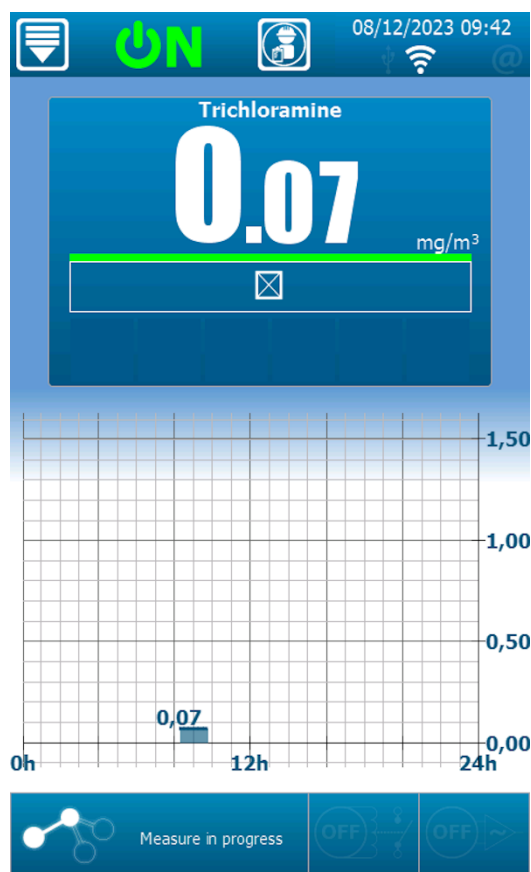 ON
08/12/2023 09:42
@
Trichloramine
0.07
mg/m³
1,50
1,00
0,50
0,07
0,00
0h
12h
24h
Measure in progress
OFF
OFF